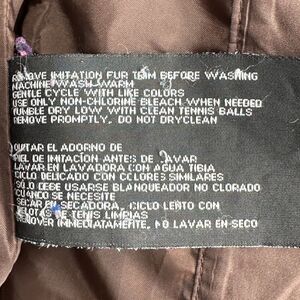 REMOVE IMITATION FUR TRIM BEFORE WASHING
MACHINE WASH WARM
GENTLE CYCLE WITH LIKE COLORS
USE ONLY NON-CHLORINE BLEACH WHEN NEEDED
TUMBLE DRY LOW WITH CLEAN TENNIS BALLS
REMOVE PROMPTLY. DO NOT DRYCLEAN
QUITAR EL ADORNO DE
PIEL DE IMITACIÓN ANTES DE LAVAR
LAVAR EN LAVADORA CON AGUA TIBIA
CICLO DELICADO CON COLORES SIMILARES
SÓLO DEBE USARSE BLANQUEADOR NO CLORADO
CUANDO SE NECESITE
SECAR EN SECADORA, CICLO LENTO CON
PELOTAS DE TENIS LIMPIAS
REMOVER INMEDIATAMENTE. NO LAVAR EN SECO